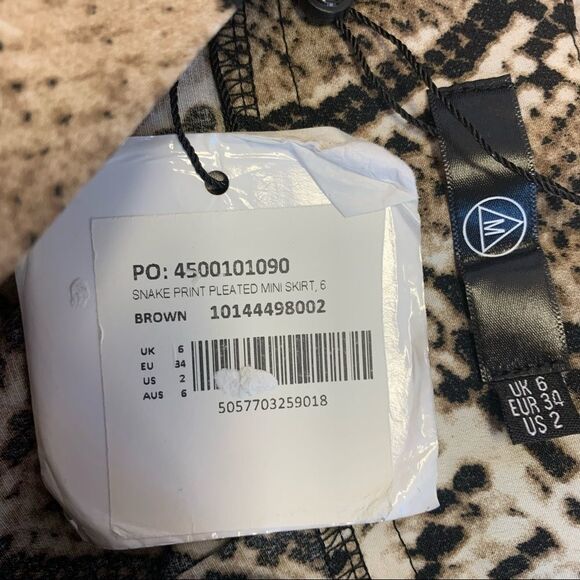 PO: 4500101090
SNAKE PRINT PLEATED MINI SKIRT, 6
BROWN 10144498002
UK 6
EU 34
US 2
AUS 6
5057703259018
M
UK 6
EUR 34
US 2